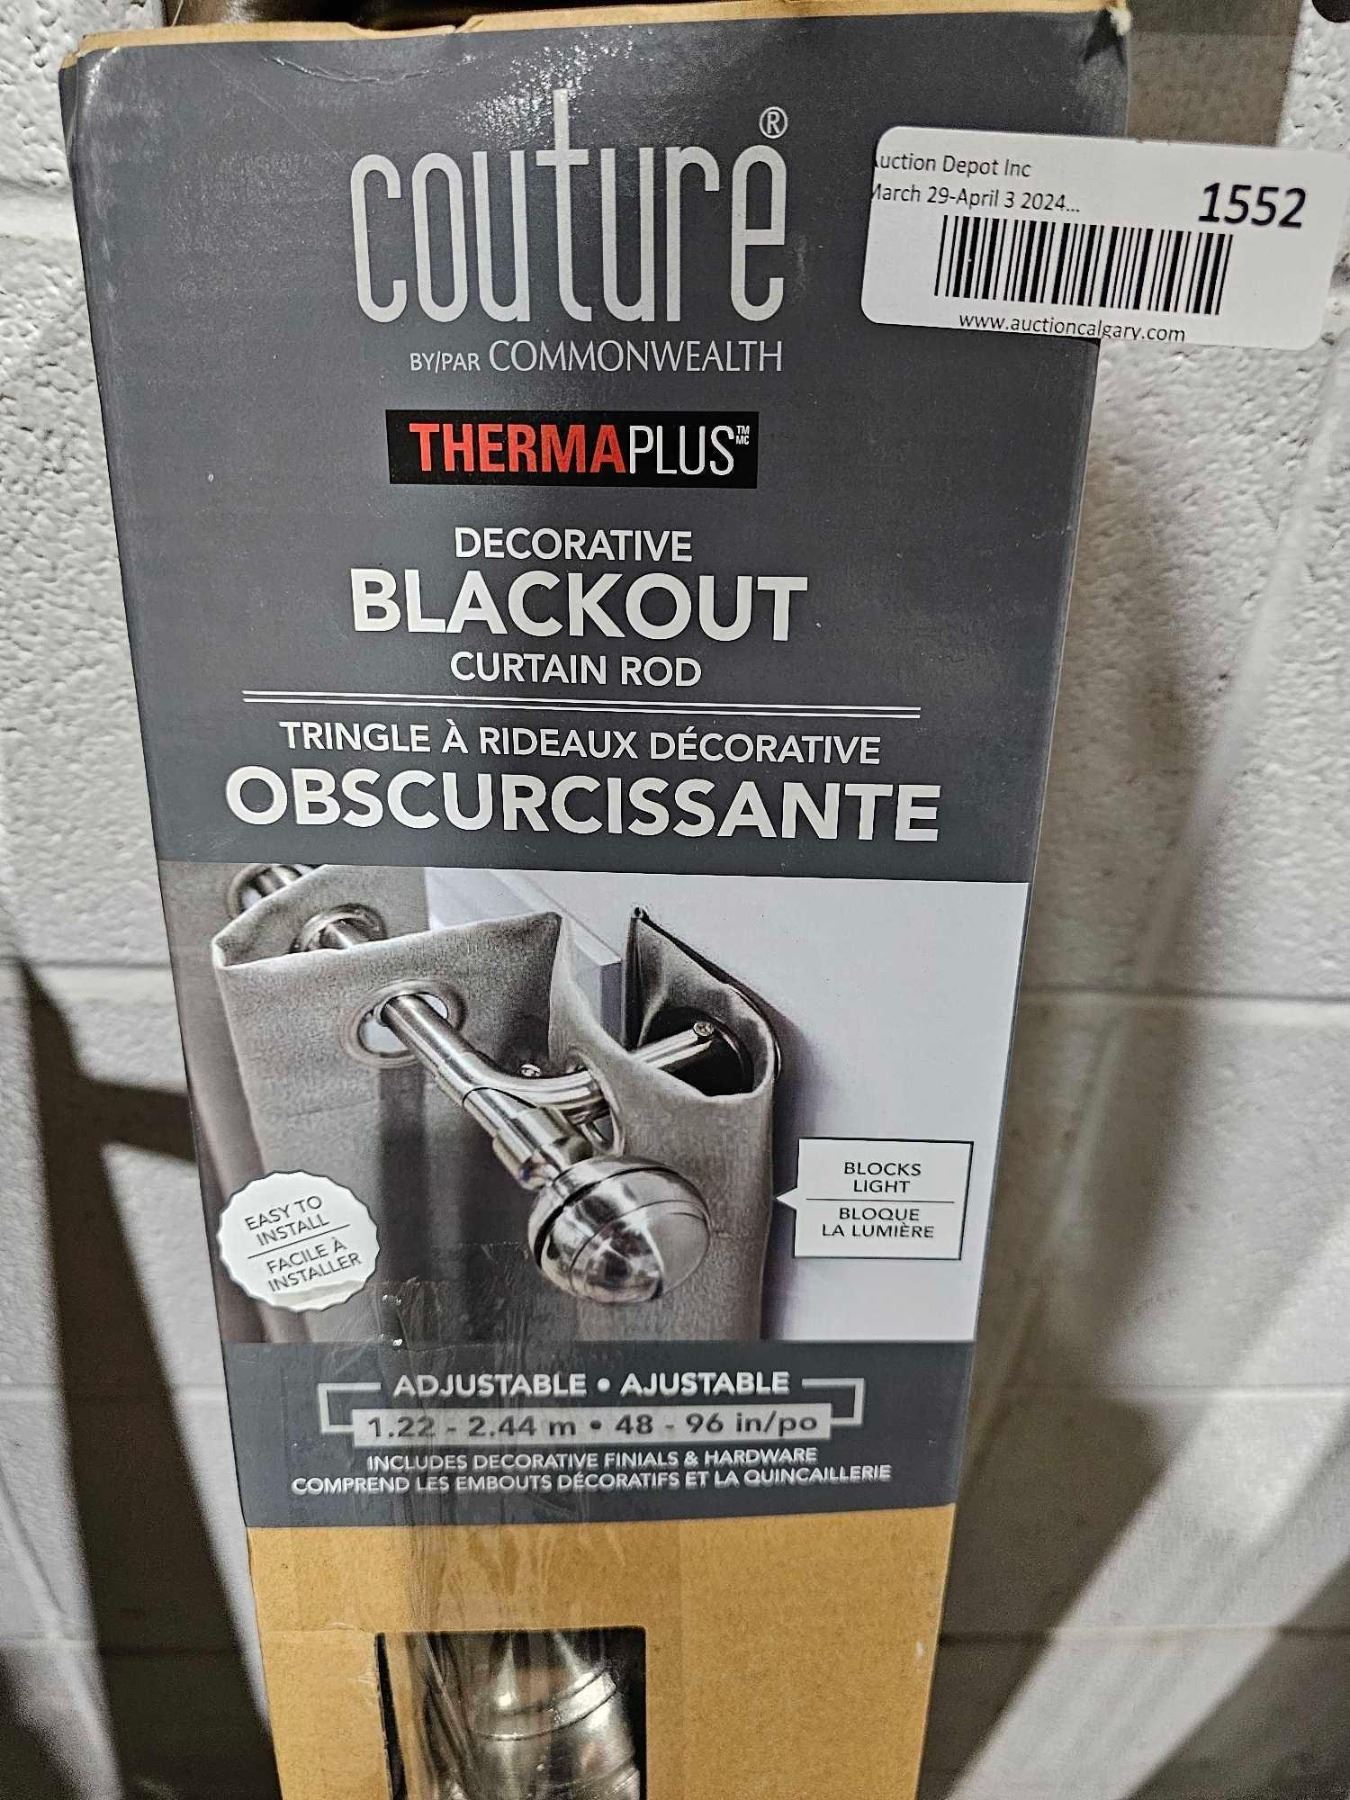 couture®
BY/PAR COMMONWEALTH
THERMAPLUS™ MC
DECORATIVE
BLACKOUT
CURTAIN ROD
TRINGLE À RIDEAUX DÉCORATIVE
OBSCURCISSANTE
uction Depot Inc
March 29-April 3 2024...
1552
www.auctioncalgary.com
EASY TO
INSTALL
FACILE À
INSTALLER
BLOCKS
LIGHT
BLOQUE
LA LUMIÈRE
ADJUSTABLE • AJUSTABLE
1.22 - 2.44 m • 48 - 96 in/po
INCLUDES DECORATIVE FINIALS & HARDWARE
COMPREND LES EMBOUTS DÉCORATIFS ET LA QUINCAILLERIE